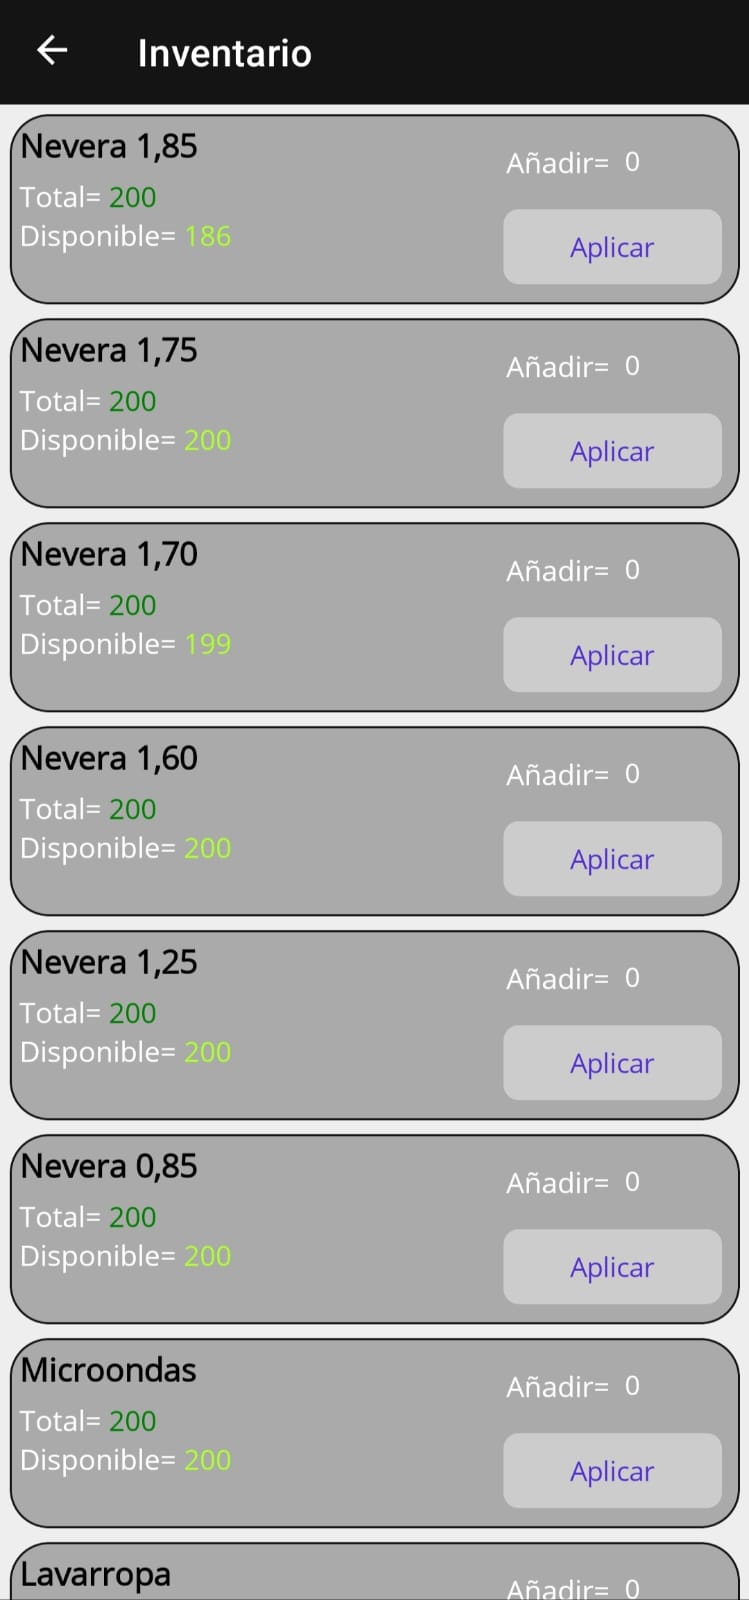 Inventario
Nevera 1,85
Añadir= 0
Total= 200
Disponible= 186
Aplicar
Nevera 1,75
Añadir= 0
Total= 200
Disponible= 200
Aplicar
Nevera 1,70
Añadir= 0
Total= 200
Disponible= 199
Aplicar
Nevera 1,60
Añadir= 0
Total= 200
Disponible= 200
Aplicar
Nevera 1,25
Añadir= 0
Total= 200
Disponible= 200
Aplicar
Nevera 0,85
Añadir= 0
Total= 200
Disponible= 200
Aplicar
Microondas
Añadir= 0
Total= 200
Disponible= 200
Aplicar
Lavarropa
Añadir= 0